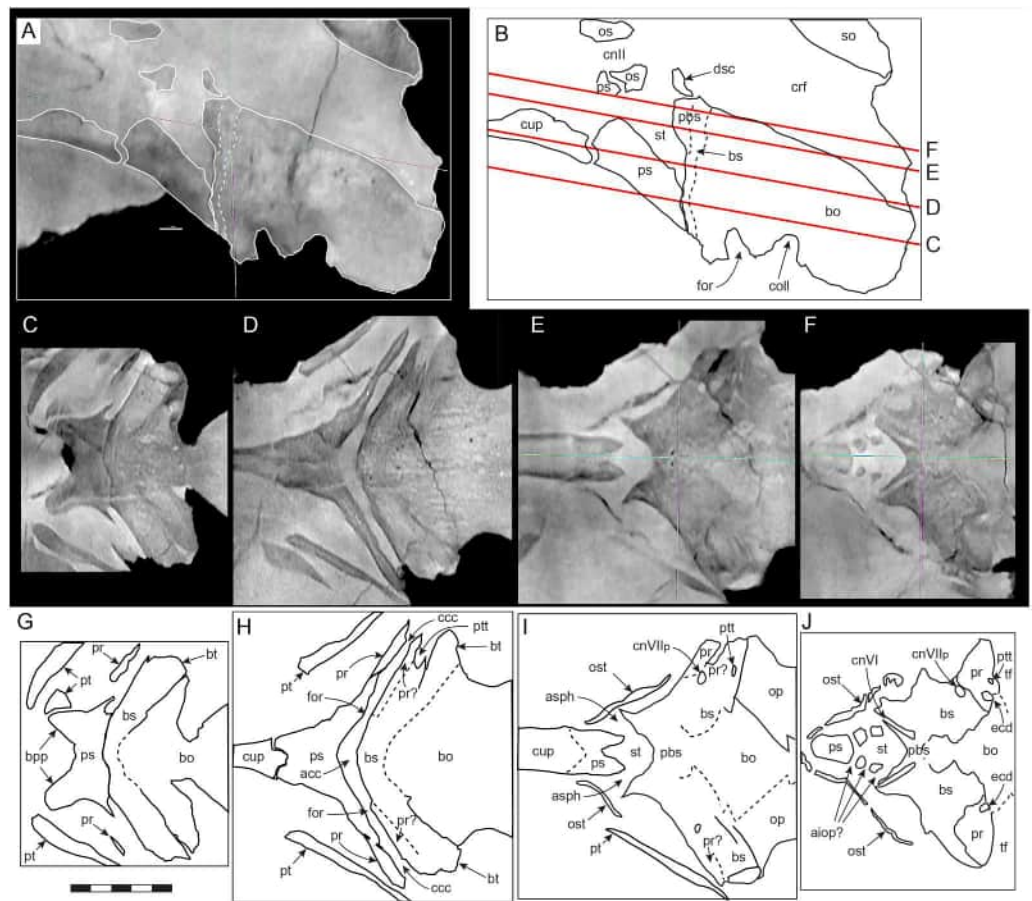 A
B
os
so
cnII
os
ps
dsc
crf
cup
pbs
st
bs
ps
F
E
D
C
bo
for
coll
C
D
E
F
G
pr
bt
pt
bs
bpp
ps
bo
pr
pt
H
ccc
ptt
pr
bt
pt
pr?
for
ps
bs
bo
cup
acc
for
pr?
pr
pt
ccc
bt
I
ptt
cnVIIp
pr
pr?
ost
asph
bs
op
cup
st
pbs
ps
bo
asph
ost
op
pr?
pt
bs
J
cnVIIp
cnVI
pr
ptt
ost
tf
bs
ecd
ps
st
pbs
bo
bs
ecd
aiop?
pr
ost
tf